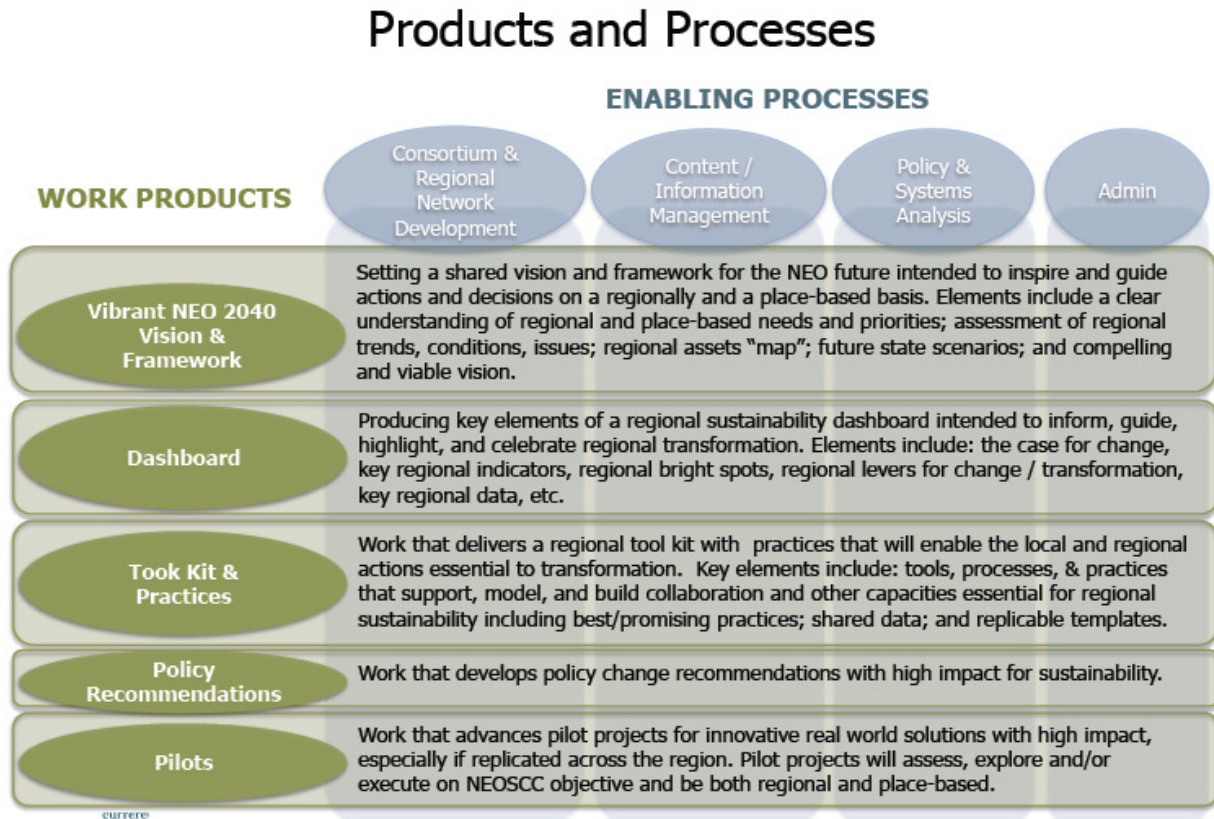 Products and Processes
ENABLING PROCESSES
Consortium &
Regional
Network
Development
Content /
Information
Management
Policy &
Systems
Analysis
Admin
WORK PRODUCTS
Vibrant NEO 2040
Vision &
Framework
Setting a shared vision and framework for the NEO future intended to inspire and guide
actions and decisions on a regionally and a place-based basis. Elements include a clear
understanding of regional and place-based needs and priorities; assessment of regional
trends, conditions, issues; regional assets “map”; future state scenarios; and compelling
and viable vision.
Dashboard
Producing key elements of a regional sustainability dashboard intended to inform, guide,
highlight, and celebrate regional transformation. Elements include: the case for change,
key regional indicators, regional bright spots, regional levers for change / transformation,
key regional data, etc.
Took Kit &
Practices
Work that delivers a regional tool kit with practices that will enable the local and regional
actions essential to transformation. Key elements include: tools, processes, & practices
that support, model, and build collaboration and other capacities essential for regional
sustainability including best/promising practices; shared data; and replicable templates.
Policy
Recommendations
Work that develops policy change recommendations with high impact for sustainability.
Pilots
Work that advances pilot projects for innovative real world solutions with high impact,
especially if replicated across the region. Pilot projects will assess, explore and/or
execute on NEOSCC objective and be both regional and place-based.